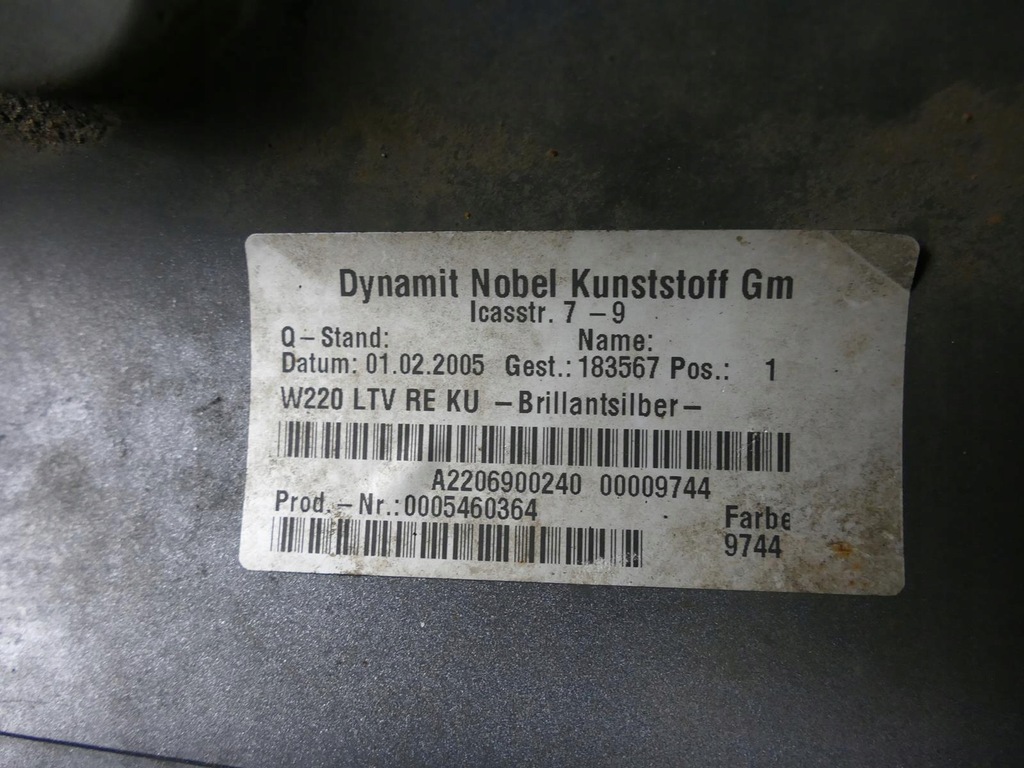 Dynamit Nobel Kunststoff Gm
Icasstr. 7 – 9
Q – Stand: Name:
Datum: 01.02.2005 Gest.: 183567 Pos.: 1
W220 LTV RE KU – Brillantsilber –
A2206900240 00009744
Prod. – Nr.: 0005460364
Farbe
9744